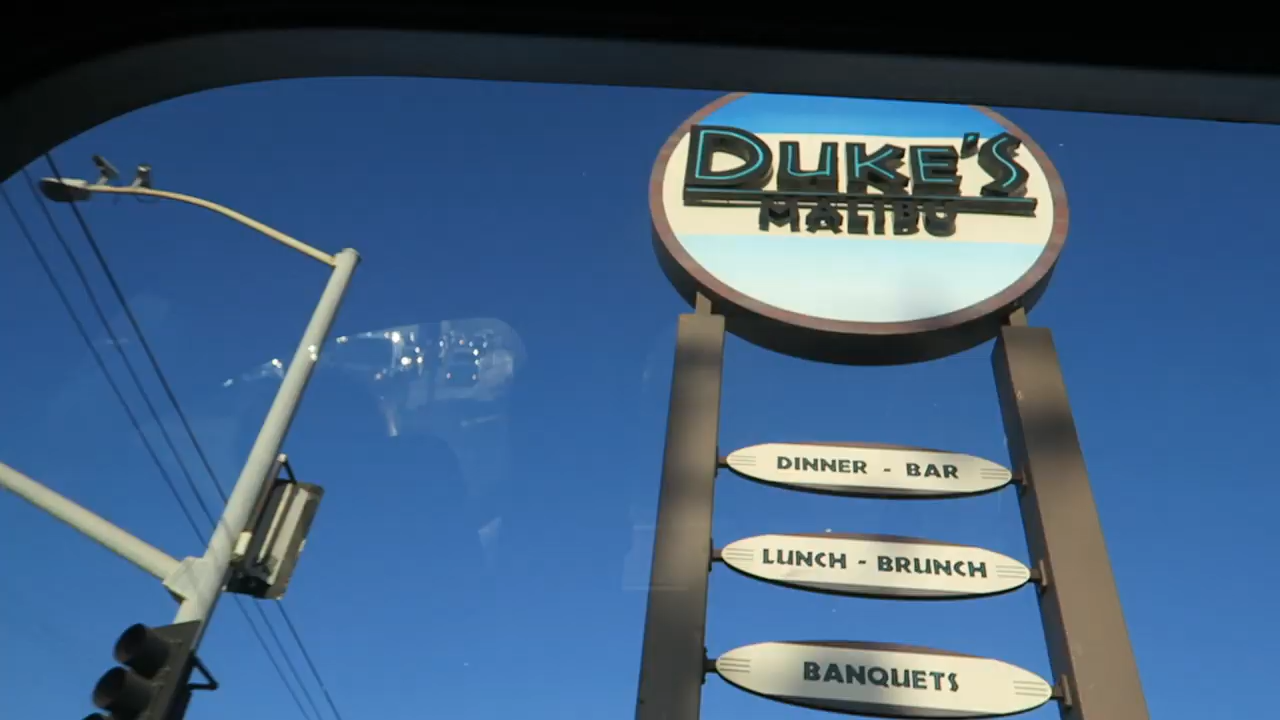 DUKE'S
MALIBU
DINNER - BAR
LUNCH - BRUNCH
BANQUETS